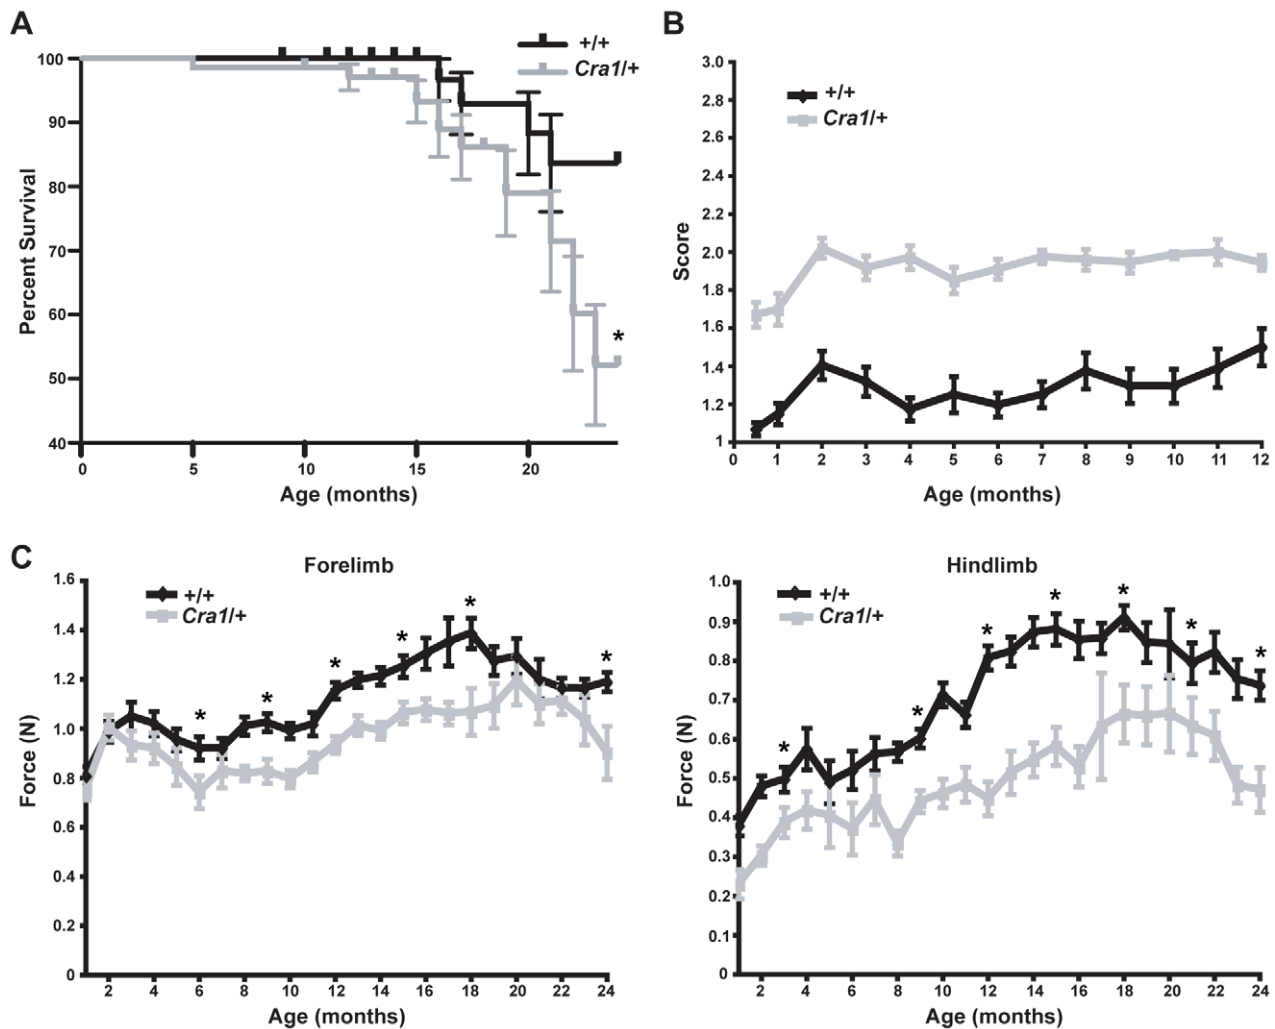 A
+/+
Cra1/+
100
90
80
70
60
50
40
*
0
5
10
15
20
Percent Survival
Age (months)
B
+/+
Cra1/+
3.0
2.8
2.6
2.4
2.2
2.0
1.8
1.6
1.4
1.2
1
0
1
2
3
4
5
6
7
8
9
10
11
12
Score
Age (months)
C
Forelimb
+/+
Cra1/+
1.6
1.4
1.2
1.0
0.8
0.6
0.4
0.2
0
* * * * * *
2 4 6 8 10 12 14 16 18 20 22 24
Force (N)
Age (months)
Hindlimb
+/+
Cra1/+
1.0
0.9
0.8
0.7
0.6
0.5
0.4
0.3
0.2
0.1
0
* * * * * * *
2 4 6 8 10 12 14 16 18 20 22 24
Force (N)
Age (months)